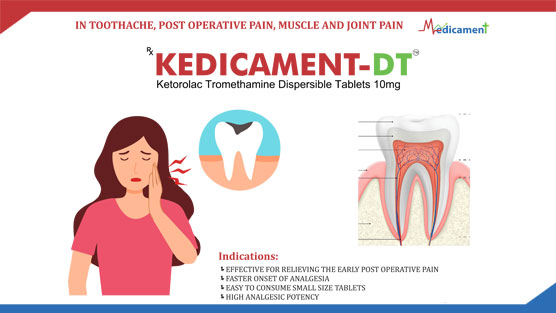 IN TOOTHACHE, POST OPERATIVE PAIN, MUSCLE AND JOINT PAIN
Medicament
Rx
KEDICAMENT-DT
Ketorolac Tromethamine Dispersible Tablets 10mg
Indications:
EFFECTIVE FOR RELIEVING THE EARLY POST OPERATIVE PAIN
FASTER ONSET OF ANALGESIA
EASY TO CONSUME SMALL SIZE TABLETS
HIGH ANALGESIC POTENCY